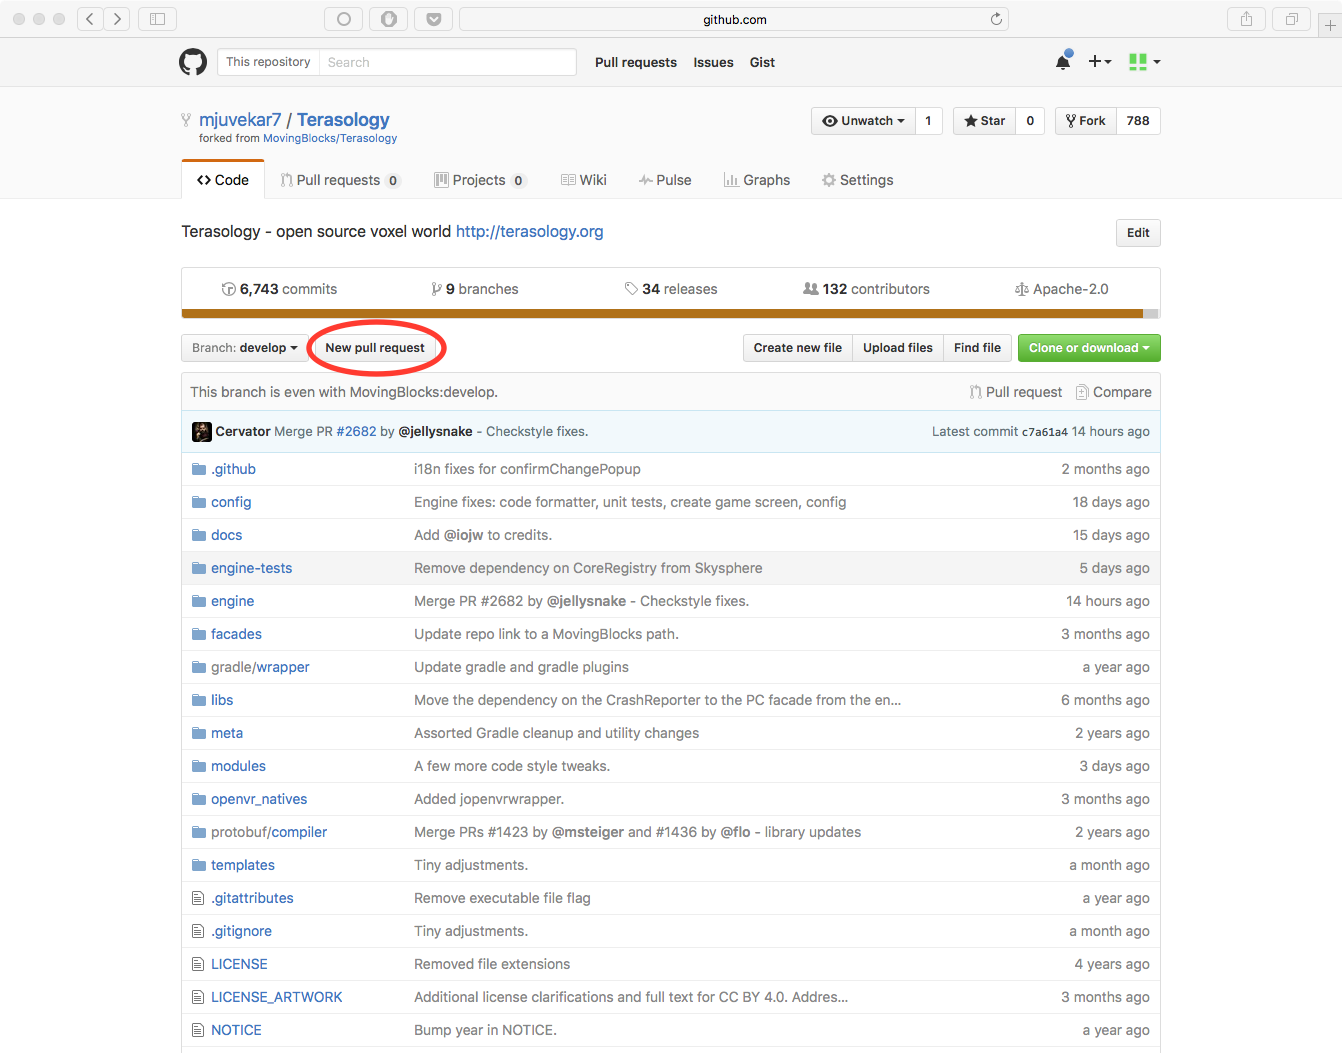 github.com
This repository Search Pull requests Issues Gist
mjuvekar7 / Terasology Unwatch 1 Star 0 Fork 788
forked from MovingBlocks/Terasology
Code Pull requests 0 Projects 0 Wiki Pulse Graphs Settings
Terasology - open source voxel world http://terasology.org Edit
6,743 commits 9 branches 34 releases 132 contributors Apache-2.0
Branch: develop New pull request Create new file Upload files Find file Clone or download
This branch is even with MovingBlocks:develop. Pull request Compare
Cervator Merge PR #2682 by @jellysnake - Checkstyle fixes. Latest commit c7a61a4 14 hours ago
.github i18n fixes for confirmChangePopup 2 months ago
config Engine fixes: code formatter, unit tests, create game screen, config 18 days ago
docs Add @iojw to credits. 15 days ago
engine-tests Remove dependency on CoreRegistry from Skysphere 5 days ago
engine Merge PR #2682 by @jellysnake - Checkstyle fixes. 14 hours ago
facades Update repo link to a MovingBlocks path. 3 months ago
gradle/wrapper Update gradle and gradle plugins a year ago
libs Move the dependency on the CrashReporter to the PC facade from the en... 6 months ago
meta Assorted Gradle cleanup and utility changes 2 years ago
modules A few more code style tweaks. 3 days ago
openvr_natives Added jopenvrwrapper. 3 months ago
protobuf/compiler Merge PRs #1423 by @msteiger and #1436 by @flo - library updates 2 years ago
templates Tiny adjustments. a month ago
.gitattributes Remove executable file flag a year ago
.gitignore Tiny adjustments. a month ago
LICENSE Removed file extensions 4 years ago
LICENSE_ARTWORK Additional license clarifications and full text for CC BY 4.0. Addres... 3 months ago
NOTICE Bump year in NOTICE. a year ago